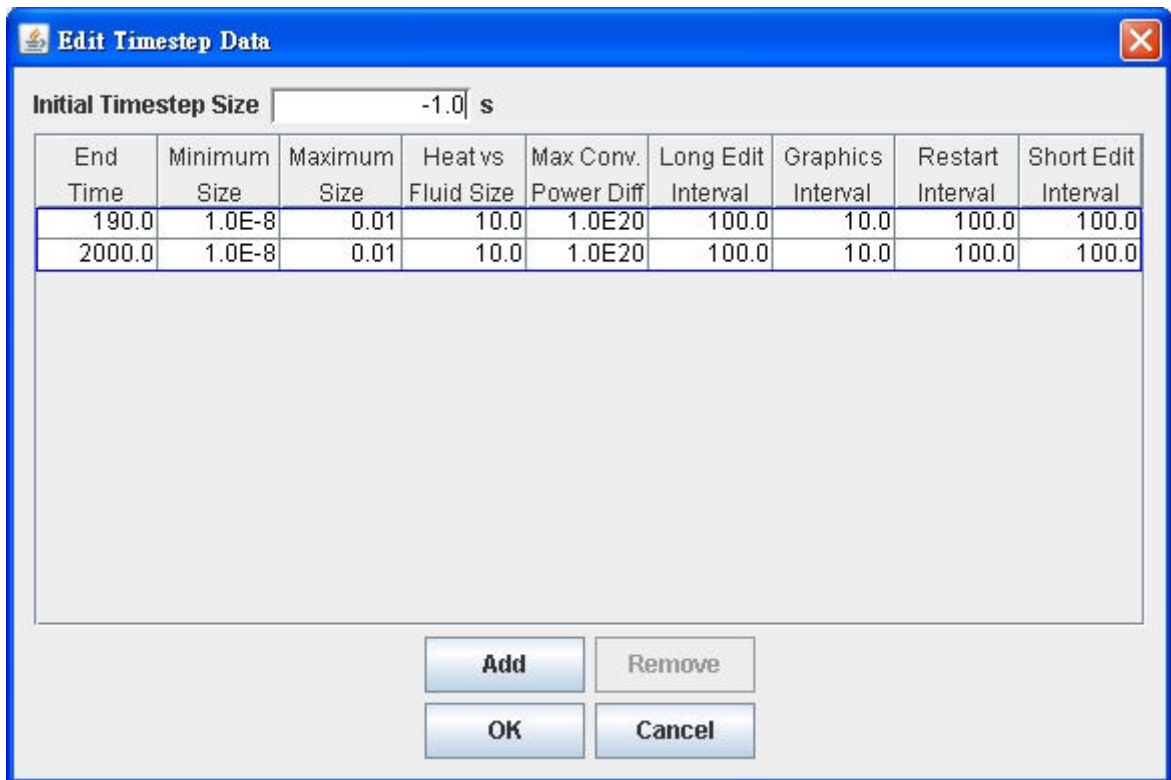 Edit Timestep Data
Initial Timestep Size -1.0 s
End Minimum Maximum Heat vs Max Conv. Long Edit Graphics Restart Short Edit
Time Size Size Fluid Size Power Diff Interval Interval Interval Interval
190.0 1.0E-8 0.01 10.0 1.0E20 100.0 10.0 100.0 100.0
2000.0 1.0E-8 0.01 10.0 1.0E20 100.0 10.0 100.0 100.0
Add Remove
OK Cancel